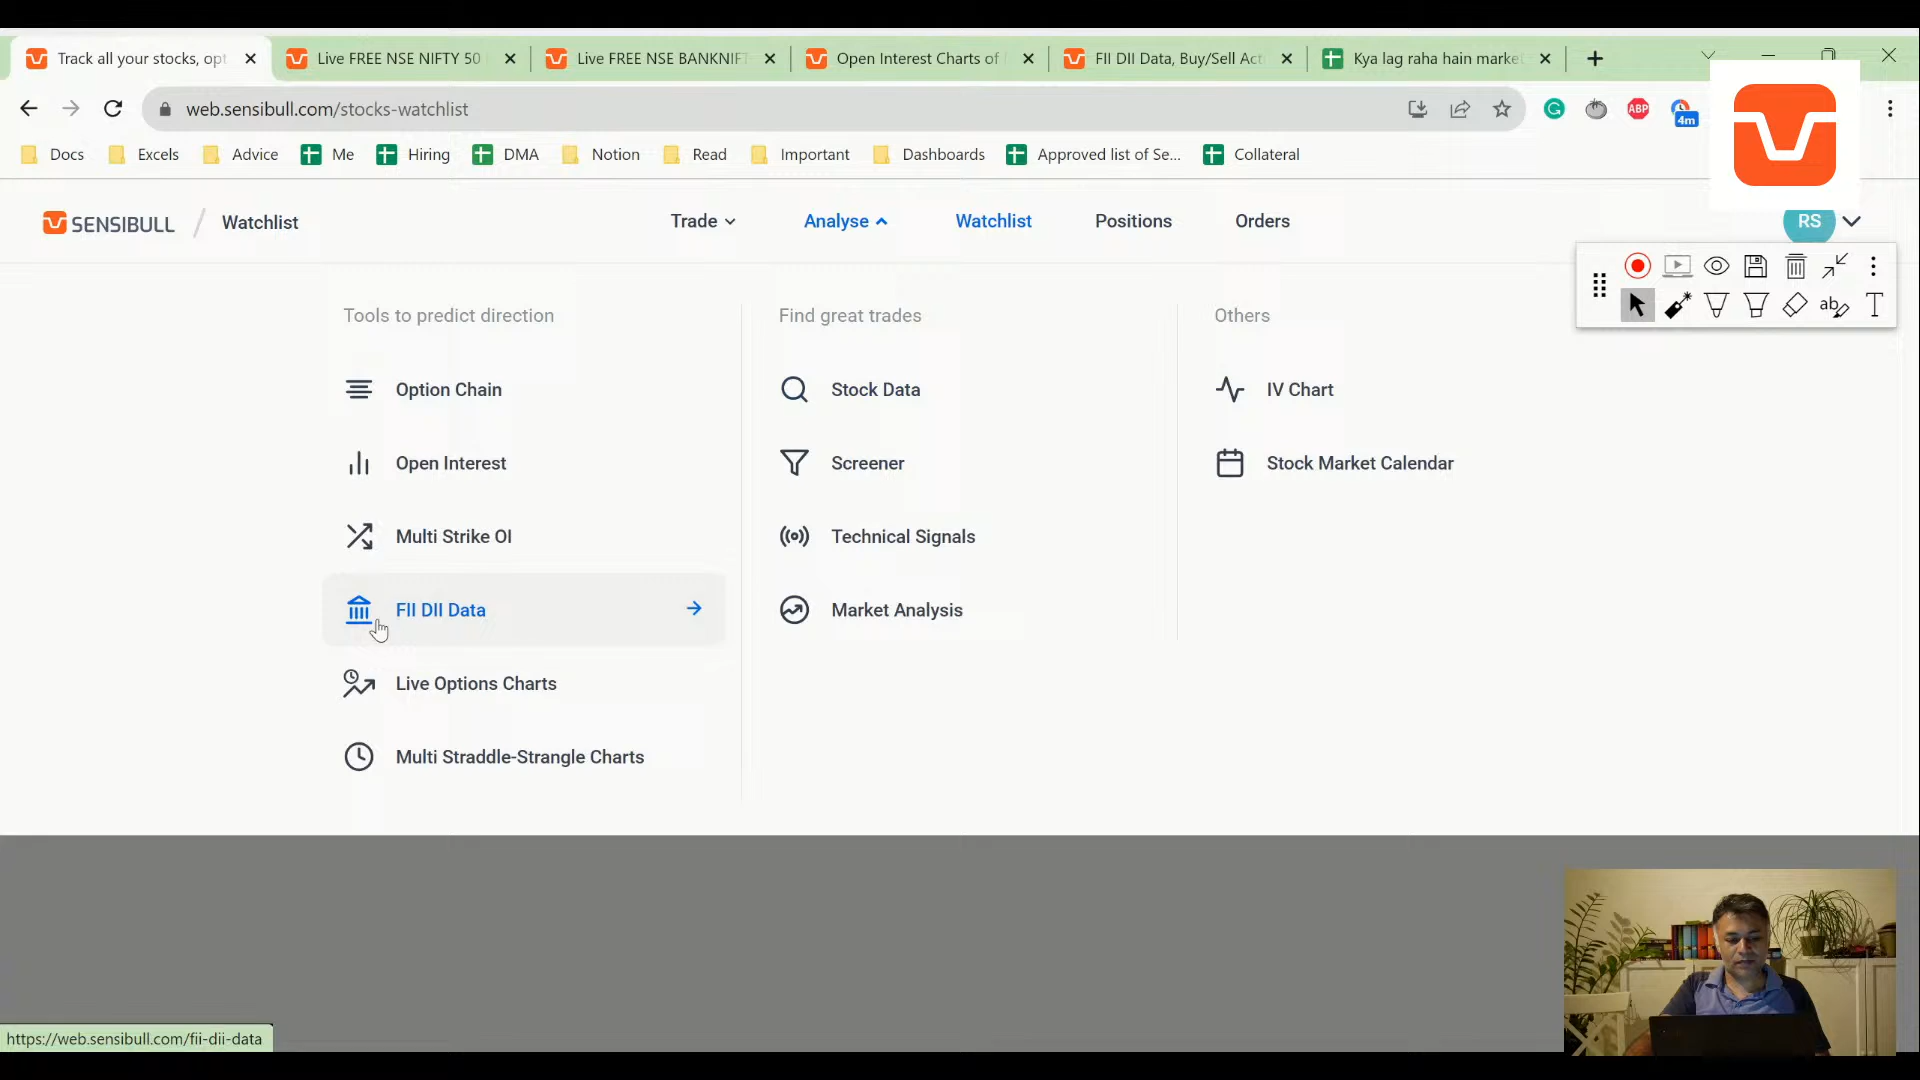 Track all your stocks, opt
Live FREE NSE NIFTY 50
Live FREE NSE BANKNIFT
Open Interest Charts of
FII DII Data, Buy/Sell Act
Kya lag raha hain market
web.sensibull.com/stocks-watchlist
ABP
4m
Docs
Excels
Advice
Me
Hiring
DMA
Notion
Read
Important
Dashboards
Approved list of Se...
Collateral
SENSIBULL / Watchlist
Trade
Analyse
Watchlist
Positions
Orders
RS
Tools to predict direction
Option Chain
Open Interest
Multi Strike OI
FII DII Data
Live Options Charts
Multi Straddle-Strangle Charts
Find great trades
Stock Data
Screener
Technical Signals
Market Analysis
Others
IV Chart
Stock Market Calendar
ab
T
https://web.sensibull.com/fii-dii-data